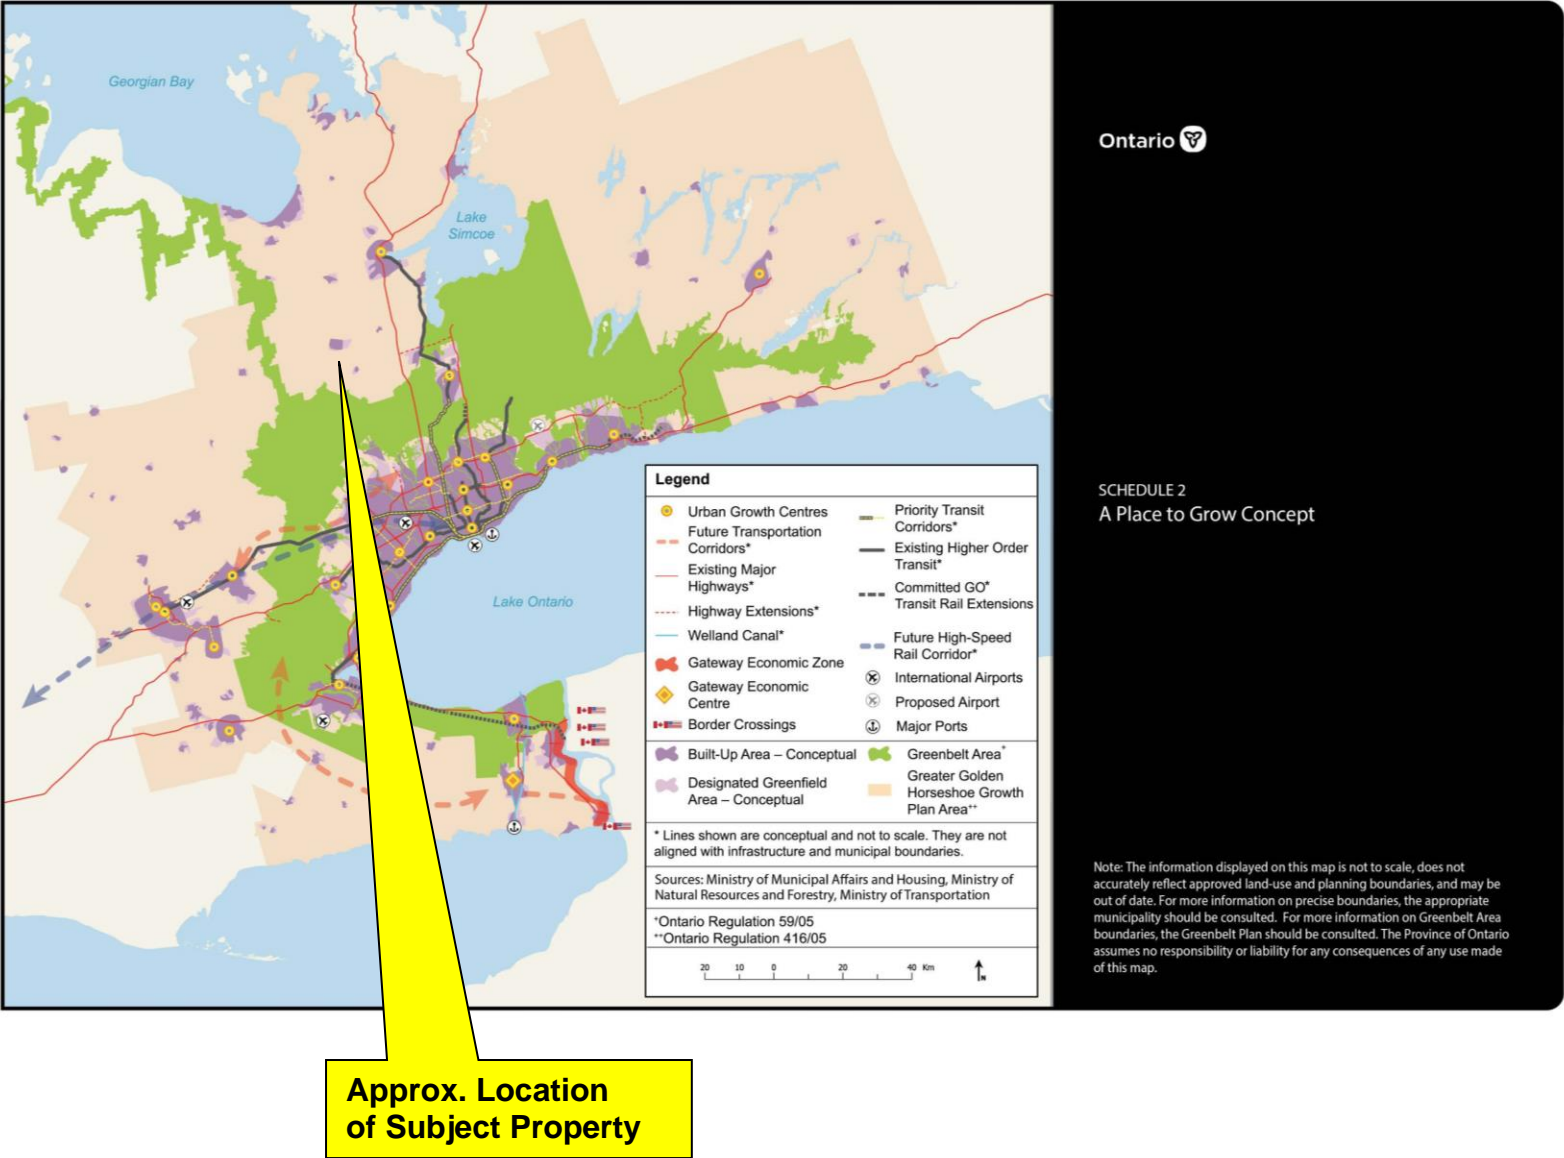 Georgian Bay
Lake
Simcoe
Lake Ontario
Legend
Urban Growth Centres
Future Transportation
Corridors*
Existing Major
Highways*
Highway Extensions*
Welland Canal*
Gateway Economic Zone
Gateway Economic
Centre
Border Crossings
Priority Transit
Corridors*
Existing Higher Order
Transit*
Committed GO*
Transit Rail Extensions
Future High-Speed
Rail Corridor*
International Airports
Proposed Airport
Major Ports
Built-Up Area – Conceptual
Designated Greenfield
Area – Conceptual
Greenbelt Area+
Greater Golden
Horseshoe Growth
Plan Area++
* Lines shown are conceptual and not to scale. They are not
aligned with infrastructure and municipal boundaries.
Sources: Ministry of Municipal Affairs and Housing, Ministry of
Natural Resources and Forestry, Ministry of Transportation
+Ontario Regulation 59/05
++Ontario Regulation 416/05
20 10 0 20 40 Km
N
Ontario
SCHEDULE 2
A Place to Grow Concept
Note: The information displayed on this map is not to scale, does not
accurately reflect approved land-use and planning boundaries, and may be
out of date. For more information on precise boundaries, the appropriate
municipality should be consulted. For more information on Greenbelt Area
boundaries, the Greenbelt Plan should be consulted. The Province of Ontario
assumes no responsibility or liability for any consequences of any use made
of this map.
Approx. Location
of Subject Property